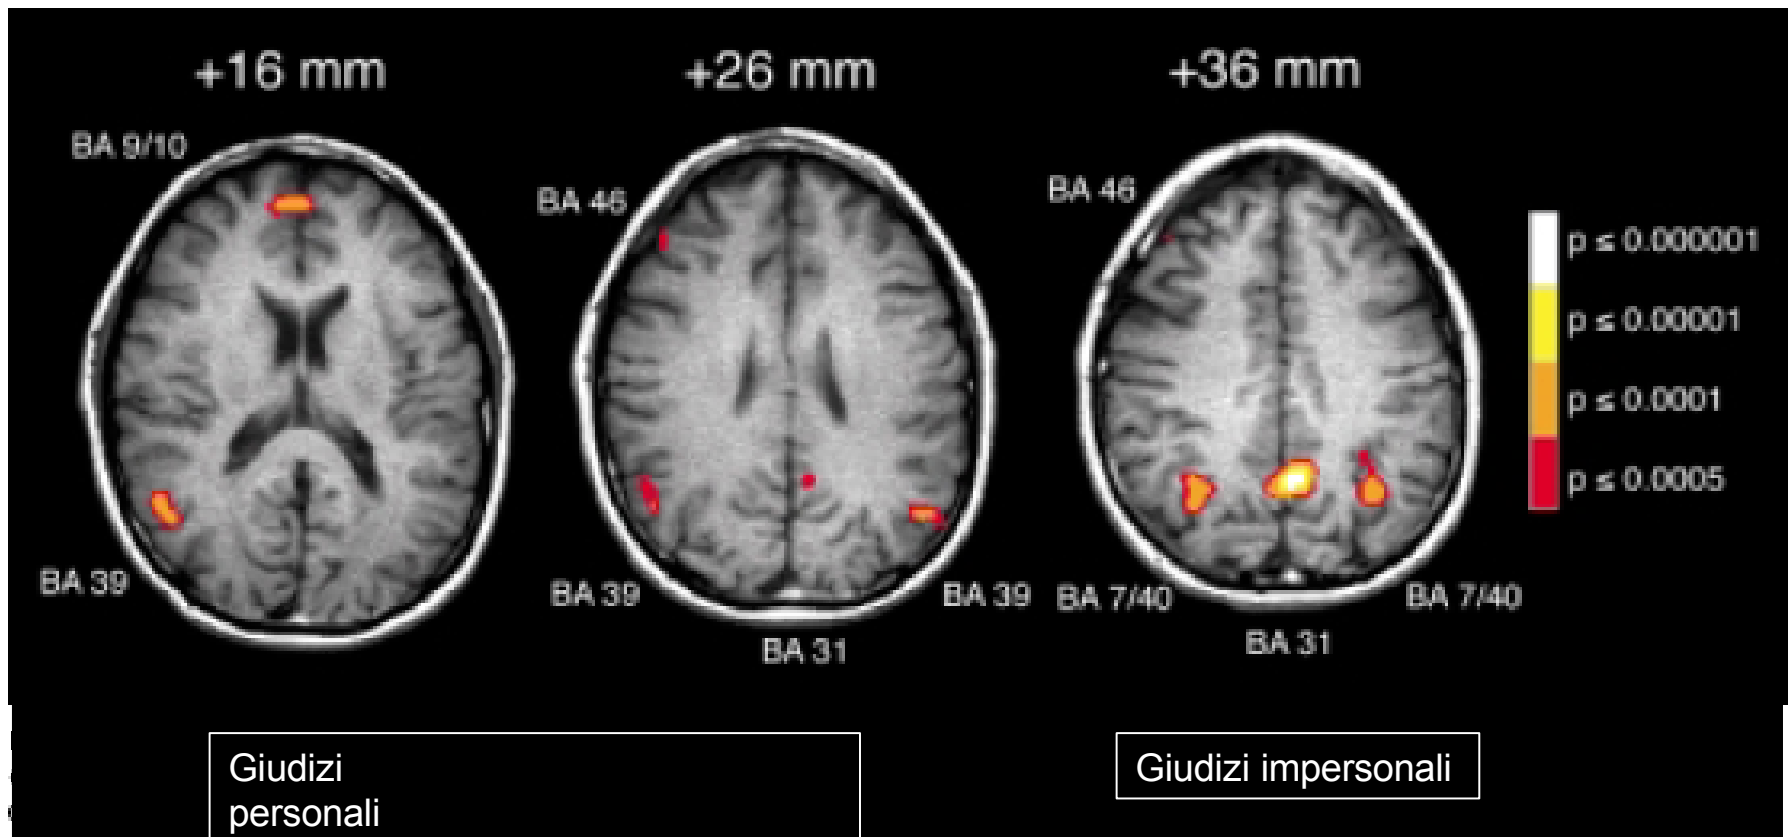 +16 mm
+26 mm
+36 mm
BA 9/10
BA 46
BA 46
p ≤ 0.000001
p ≤ 0.00001
p ≤ 0.0001
p ≤ 0.0005
BA 39
BA 39
BA 39
BA 7/40
BA 7/40
BA 31
BA 31
Giudizi
personali
Giudizi impersonali